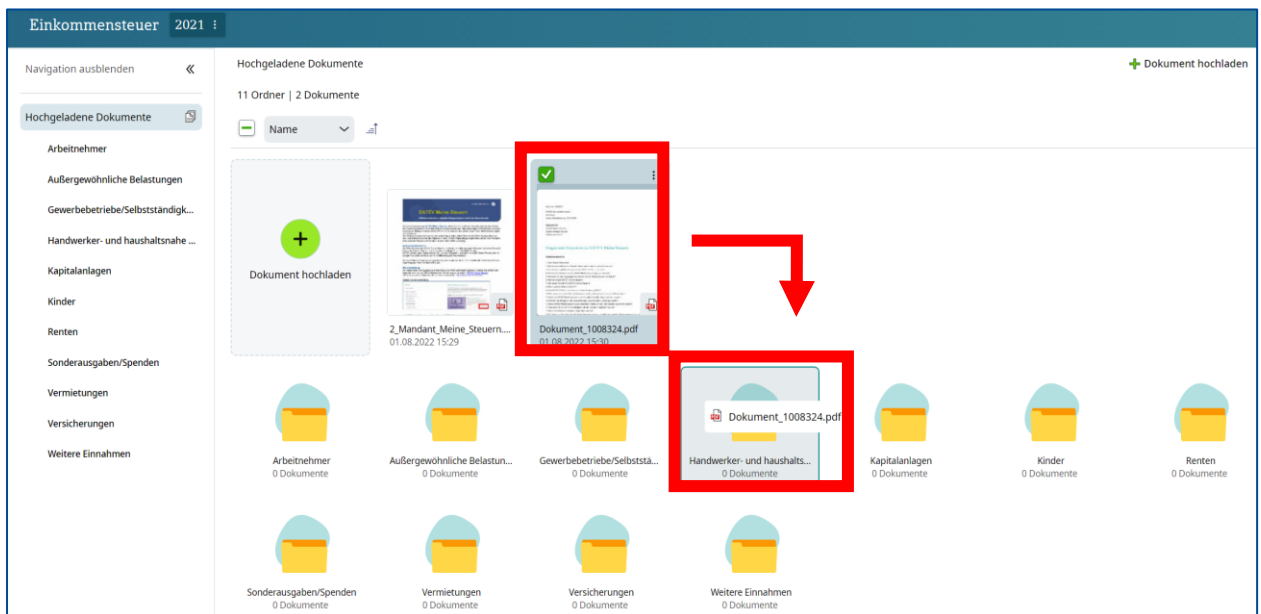 Einkommensteuer 2021
Navigation ausblenden
Hochgeladene Dokumente
Arbeitnehmer
Außergewöhnliche Belastungen
Gewerbebetriebe/Selbstständigk...
Handwerker- und haushaltsnahe ...
Kapitalanlagen
Kinder
Renten
Sonderausgaben/Spenden
Vermietungen
Versicherungen
Weitere Einnahmen
Hochgeladene Dokumente
Dokument hochladen
11 Ordner | 2 Dokumente
Name
Dokument hochladen
DATEV Meine Steuern
2_Mandant_Meine_Steuern....
01.08.2022 15:29
Dokument_1008324.pdf
01.08.2022 15:30
Dokument_1008324.pdf
Arbeitnehmer
0 Dokumente
Außergewöhnliche Belastun...
0 Dokumente
Gewerbebetriebe/Selbststä...
0 Dokumente
Handwerker- und haushalts...
0 Dokumente
Kapitalanlagen
0 Dokumente
Kinder
0 Dokumente
Renten
0 Dokumente
Sonderausgaben/Spenden
0 Dokumente
Vermietungen
0 Dokumente
Versicherungen
0 Dokumente
Weitere Einnahmen
0 Dokumente